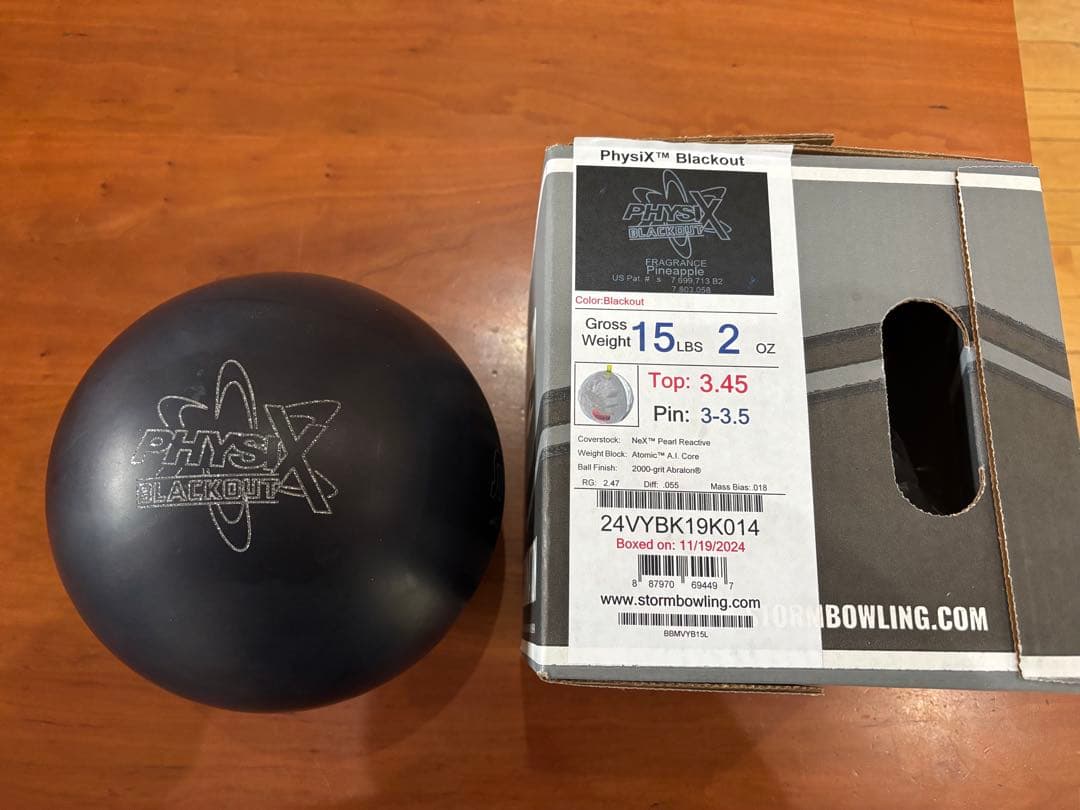 PHYSIX
BLACKOUT
PhysiX™ Blackout
PHYSIX
BLACKOUT
FRAGRANCE
Pineapple
US Pat. # s 7,699,713 B2
7,803,058
Color:Blackout
Gross Weight 15 LBS 2 OZ
Top: 3.45
Pin: 3-3.5
Coverstock: NeX™ Pearl Reactive
Weight Block: Atomic™ A.I. Core
Ball Finish: 2000-grit Abralon®
RG: 2.47 Diff: .055 Mass Bias: .018
24VYBK19K014
Boxed on: 11/19/2024
8 87970 69449 7
www.stormbowling.com
BBMVYB15L
STORMBOWLING.COM